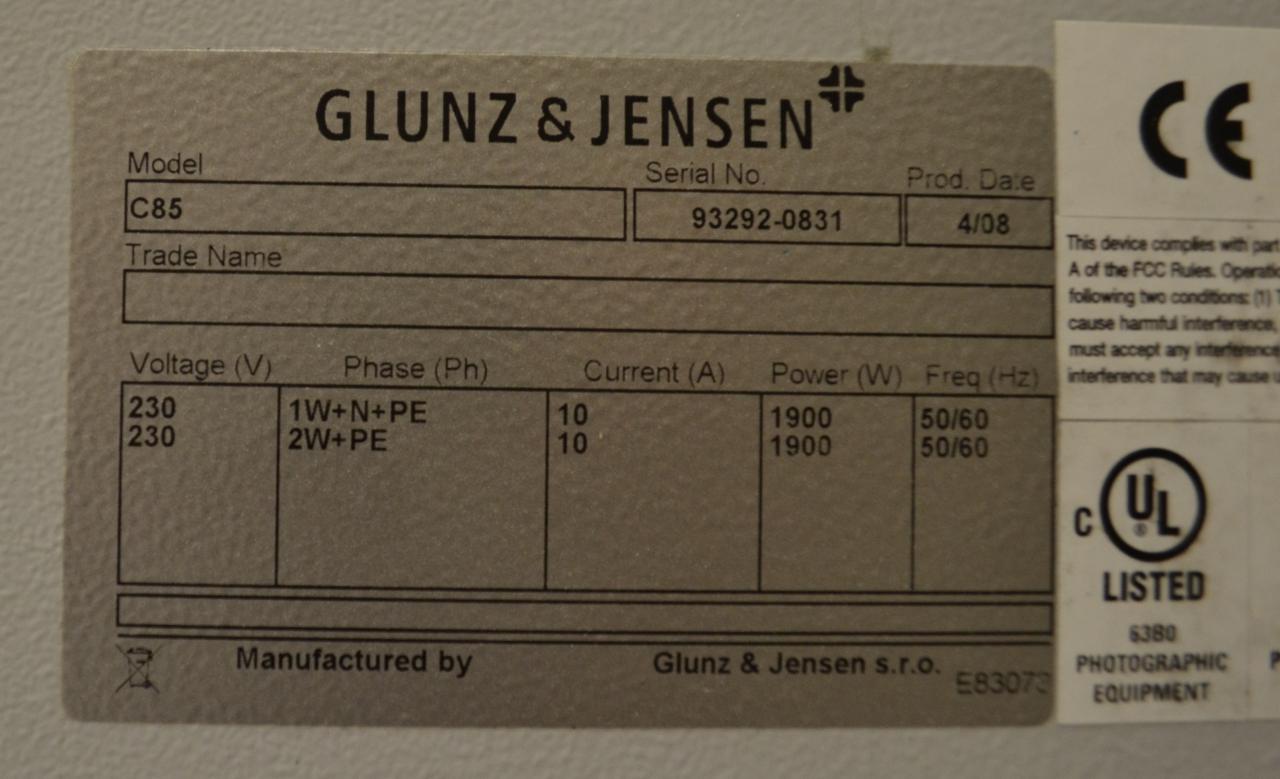 GLUNZ & JENSEN
Model
Serial No.
Prod. Date
C85
93292-0831
4/08
Trade Name
Voltage (V) Phase (Ph) Current (A) Power (W) Freq (Hz)
230 1W+N+PE 10 1900 50/60
230 2W+PE 10 1900 50/60
Manufactured by Glunz & Jensen s.r.o.
E83073
CE
This device complies with part
A of the FCC Rules.
following two conditions: (1)
cause harmful interference,
must accept any interference
interference that may cause
C UL ®
LISTED
6380
PHOTOGRAPHIC
EQUIPMENT